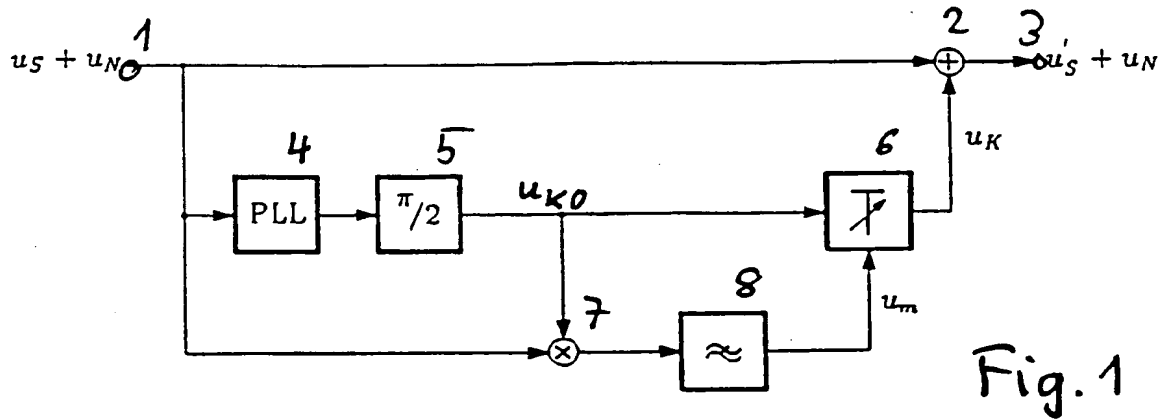 1
2
3
u_S + u_N
u'_S + u_N
u_K
4
5
6
PLL
π/2
u_K0
7
8
u_m
Fig. 1